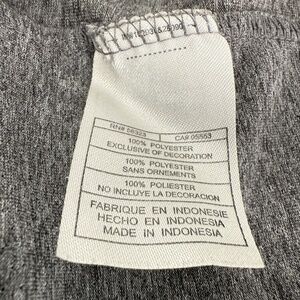 RN# 56323 CA# 05553
100% POLYESTER
EXCLUSIVE OF DECORATION
100% POLYESTER
SANS ORNEMENTS
100% POLIESTER
NO INCLUYE LA DECORACION
FABRIQUE EN INDONESIE
HECHO EN INDONESIA
MADE IN INDONESIA